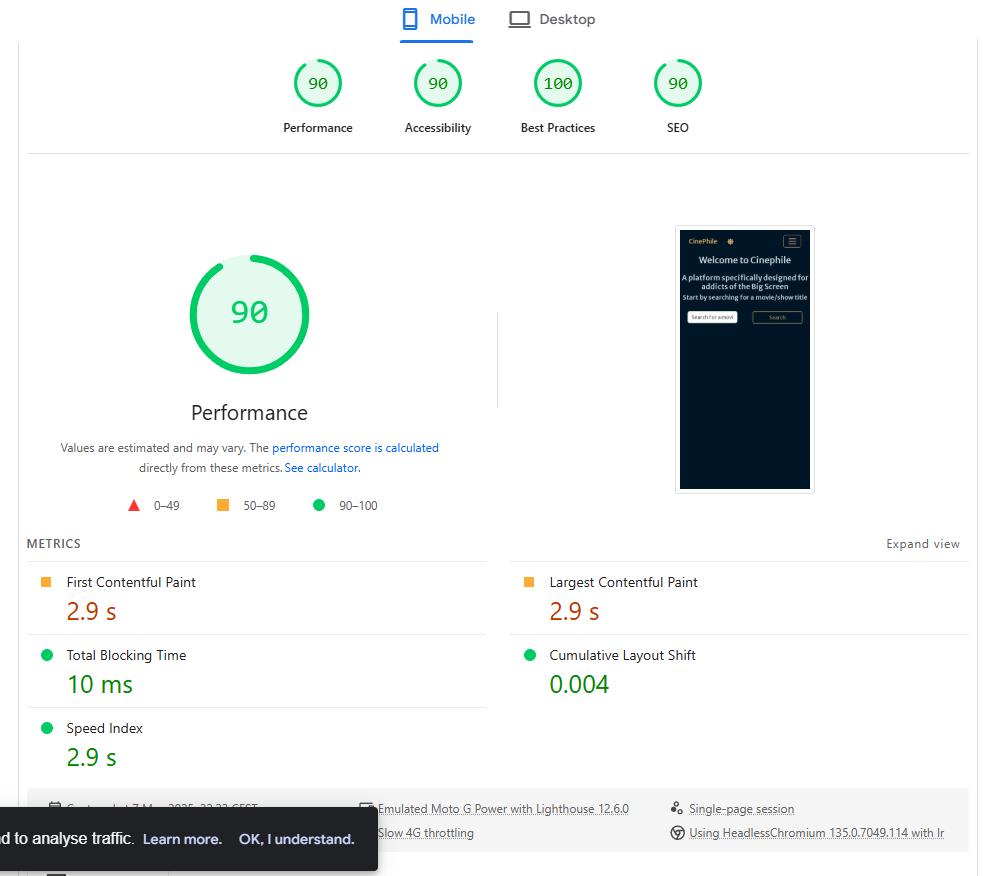 Mobile
Desktop
90
90
100
90
Performance
Accessibility
Best Practices
SEO
90
Performance
Values are estimated and may vary. The performance score is calculated
directly from these metrics. See calculator.
0–49
50–89
90–100
CinePhile
Welcome to Cinephile
A platform specifically designed for
addicts of the Big Screen
Start by searching for a movie/show title
Search for a movi
Search
METRICS
Expand view
First Contentful Paint
2.9 s
Largest Contentful Paint
2.9 s
Total Blocking Time
10 ms
Cumulative Layout Shift
0.004
Speed Index
2.9 s
Emulated Moto G Power with Lighthouse 12.6.0
Single-page session
Slow 4G throttling
Using HeadlessChromium 135.0.7049.114 with lr
to analyse traffic. Learn more. OK, I understand.